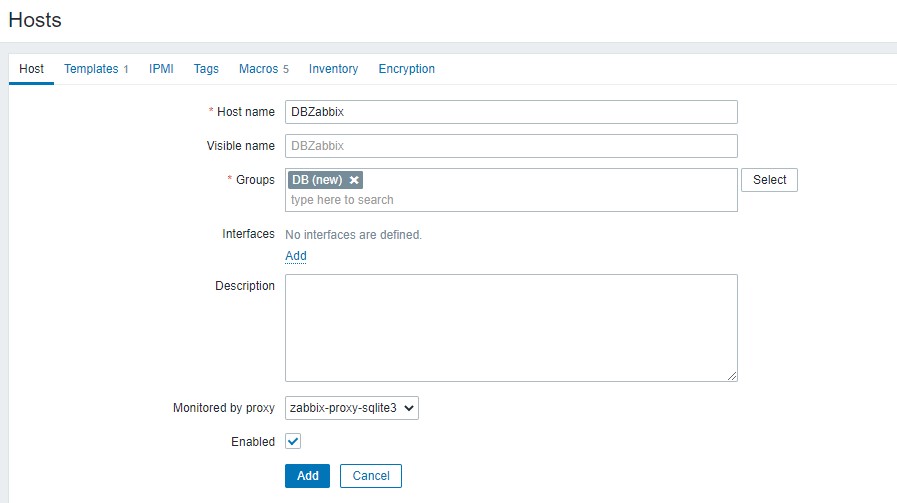 Hosts
Host Templates 1 IPMI Tags Macros 5 Inventory Encryption
* Host name DBZabbix
Visible name DBZabbix
* Groups DB (new) Select
type here to search
Interfaces No interfaces are defined.
Add
Description
Monitored by proxy zabbix-proxy-sqlite3
Enabled
Add Cancel